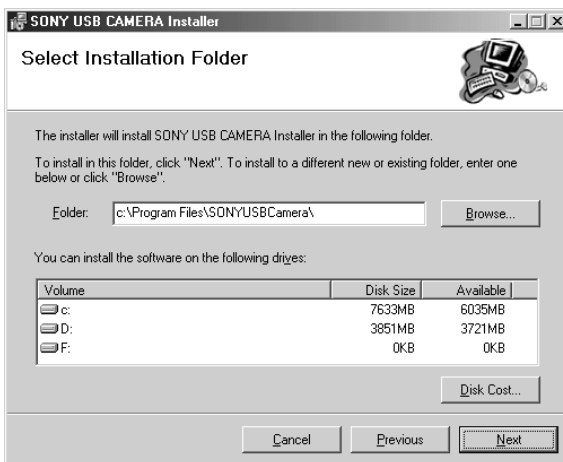 SONY USB CAMERA Installer
Select Installation Folder
The installer will install SONY USB CAMERA Installer in the following folder.
To install in this folder, click "Next". To install to a different new or existing folder, enter one
below or click "Browse".
Folder: c:\Program Files\SONYUSBCamera\ Browse...
You can install the software on the following drives:
Volume Disk Size Available
c: 7633MB 6035MB
D: 3851MB 3721MB
F: 0KB 0KB
Disk Cost...
Cancel Previous Next